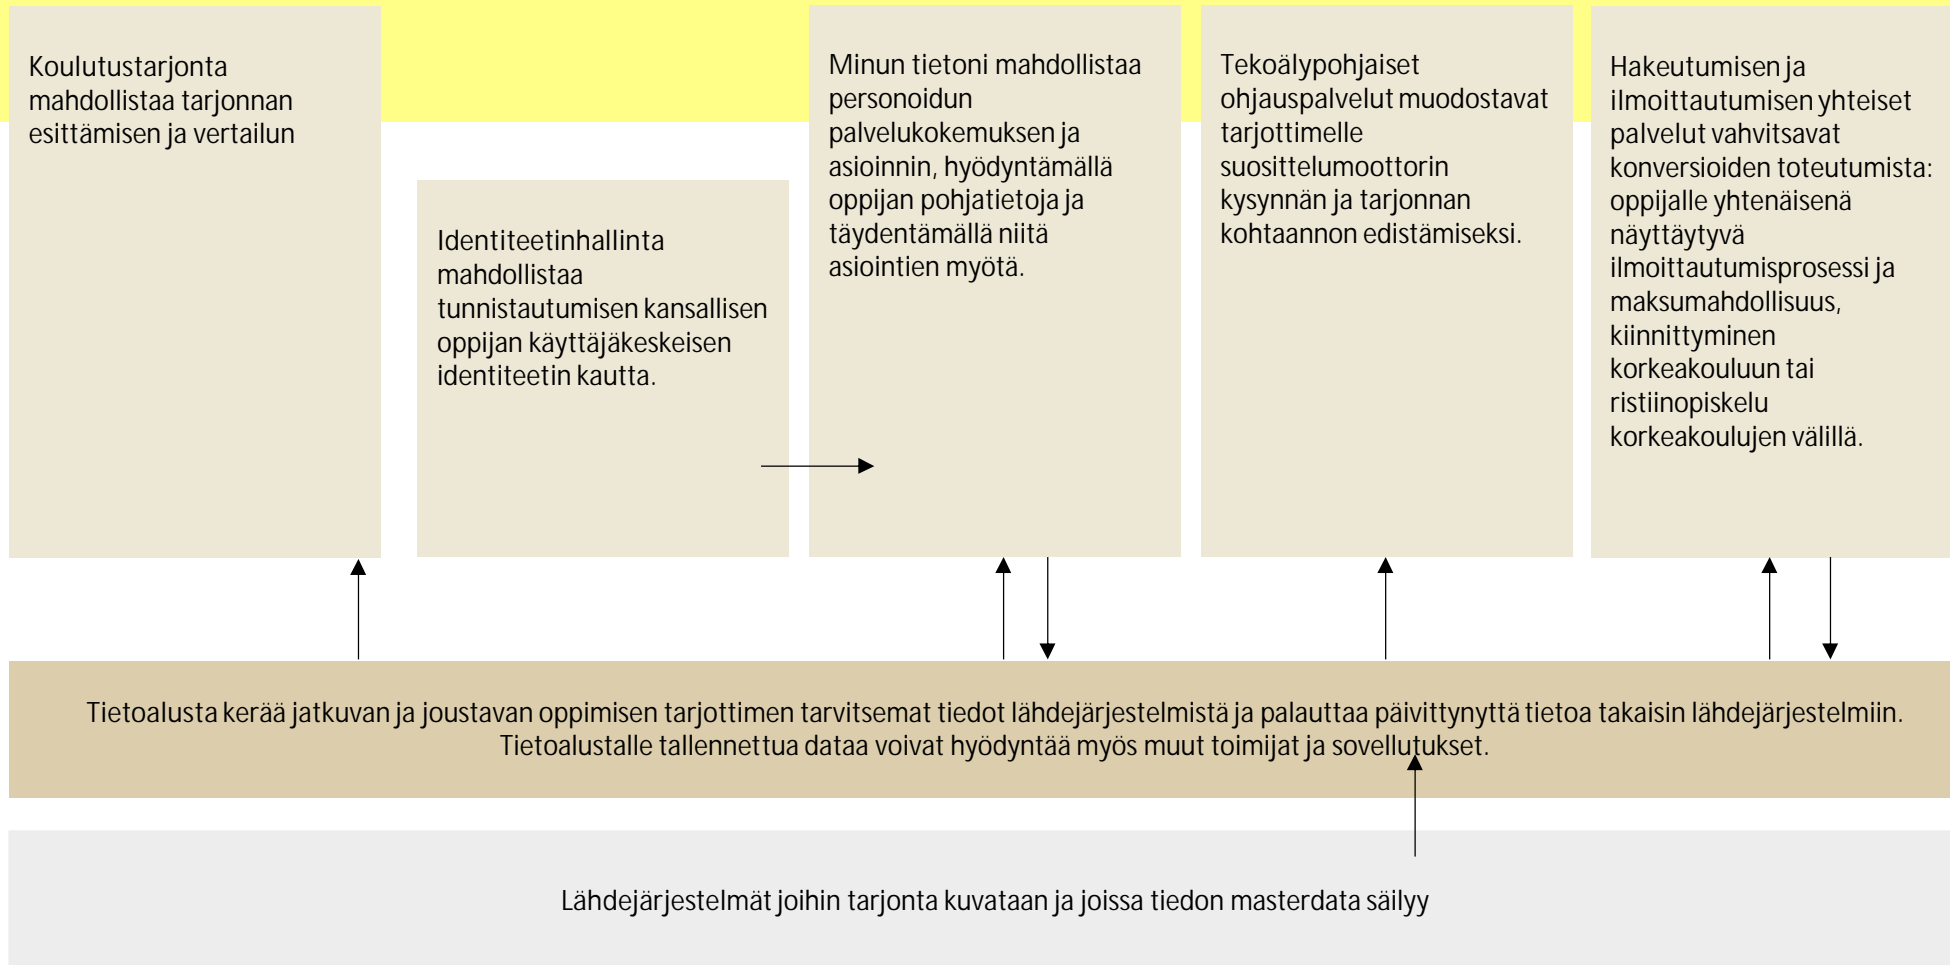 Koulutustarjonta
mahdollistaa tarjonnan
esittämisen ja vertailun
Identiteetinhallinta
mahdollistaa
tunnistautumisen kansallisen
oppijan käyttäjäkeskeisen
identiteetin kautta.
Minun tietoni mahdollistaa
personoidun
palvelukokemuksen ja
asioinnin, hyödyntämällä
oppijan pohjatietoja ja
täydentämällä niitä
asiointien myötä.
Tekoälypohjaiset
ohjauspalvelut muodostavat
tarjottimelle
suosittelumoottorin
kysynnän ja tarjonnan
kohtaannon edistämiseksi.
Hakeutumisen ja
ilmoittautumisen yhteiset
palvelut vahvitsavat
konversioiden toteutumista:
oppijalle yhtenäisenä
näyttäytyvä
ilmoittautumisprosessi ja
maksumahdollisuus,
kiinnittyminen
korkeakouluun tai
ristiinopiskelu
korkeakoulujen välillä.
Tietoalusta kerää jatkuvan ja joustavan oppimisen tarjottimen tarvitsemat tiedot lähdejärjestelmistä ja palauttaa päivittynyttä tietoa takaisin lähdejärjestelmiin.
Tietoalustalle tallennettua dataa voivat hyödyntää myös muut toimijat ja sovellutukset.
Lähdejärjestelmät joihin tarjonta kuvataan ja joissa tiedon masterdata säilyy